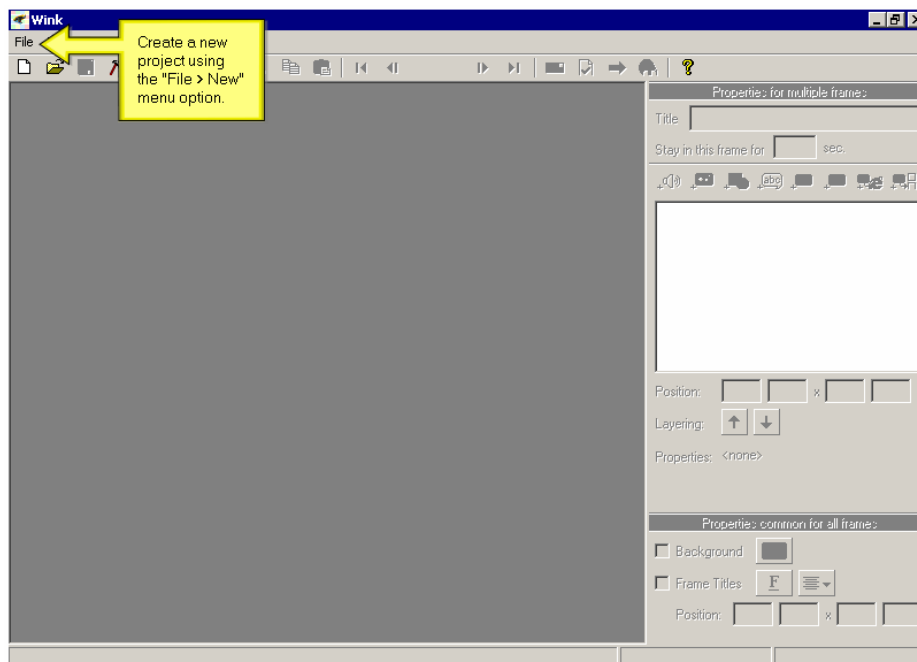 Wink
File
Create a new
project using
the "File > New"
menu option.
Properties for multiple frames
Title
Stay in this frame for sec.
abc
Position: x
Layering:
Properties: <none>
Properties common for all frames
Background
Frame Titles F
Position: x